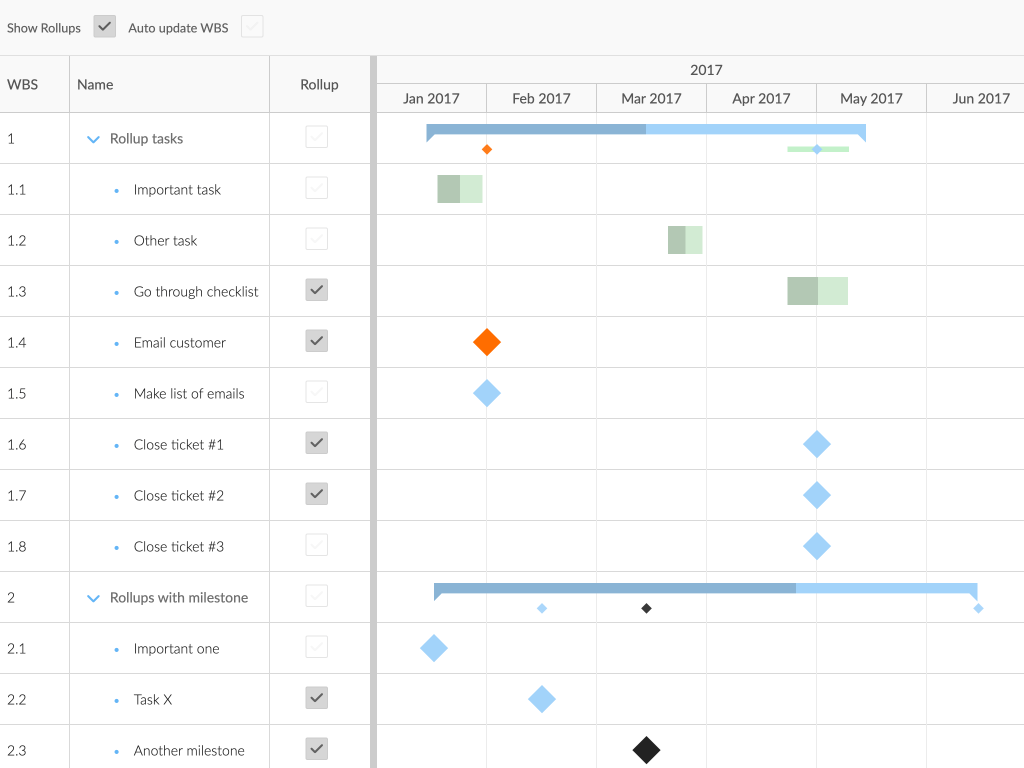 Show Rollups Auto update WBS
2017
WBS Name Rollup
Jan 2017 Feb 2017 Mar 2017 Apr 2017 May 2017 Jun 2017
1 Rollup tasks
1.1 Important task
1.2 Other task
1.3 Go through checklist
1.4 Email customer
1.5 Make list of emails
1.6 Close ticket #1
1.7 Close ticket #2
1.8 Close ticket #3
2 Rollups with milestone
2.1 Important one
2.2 Task X
2.3 Another milestone